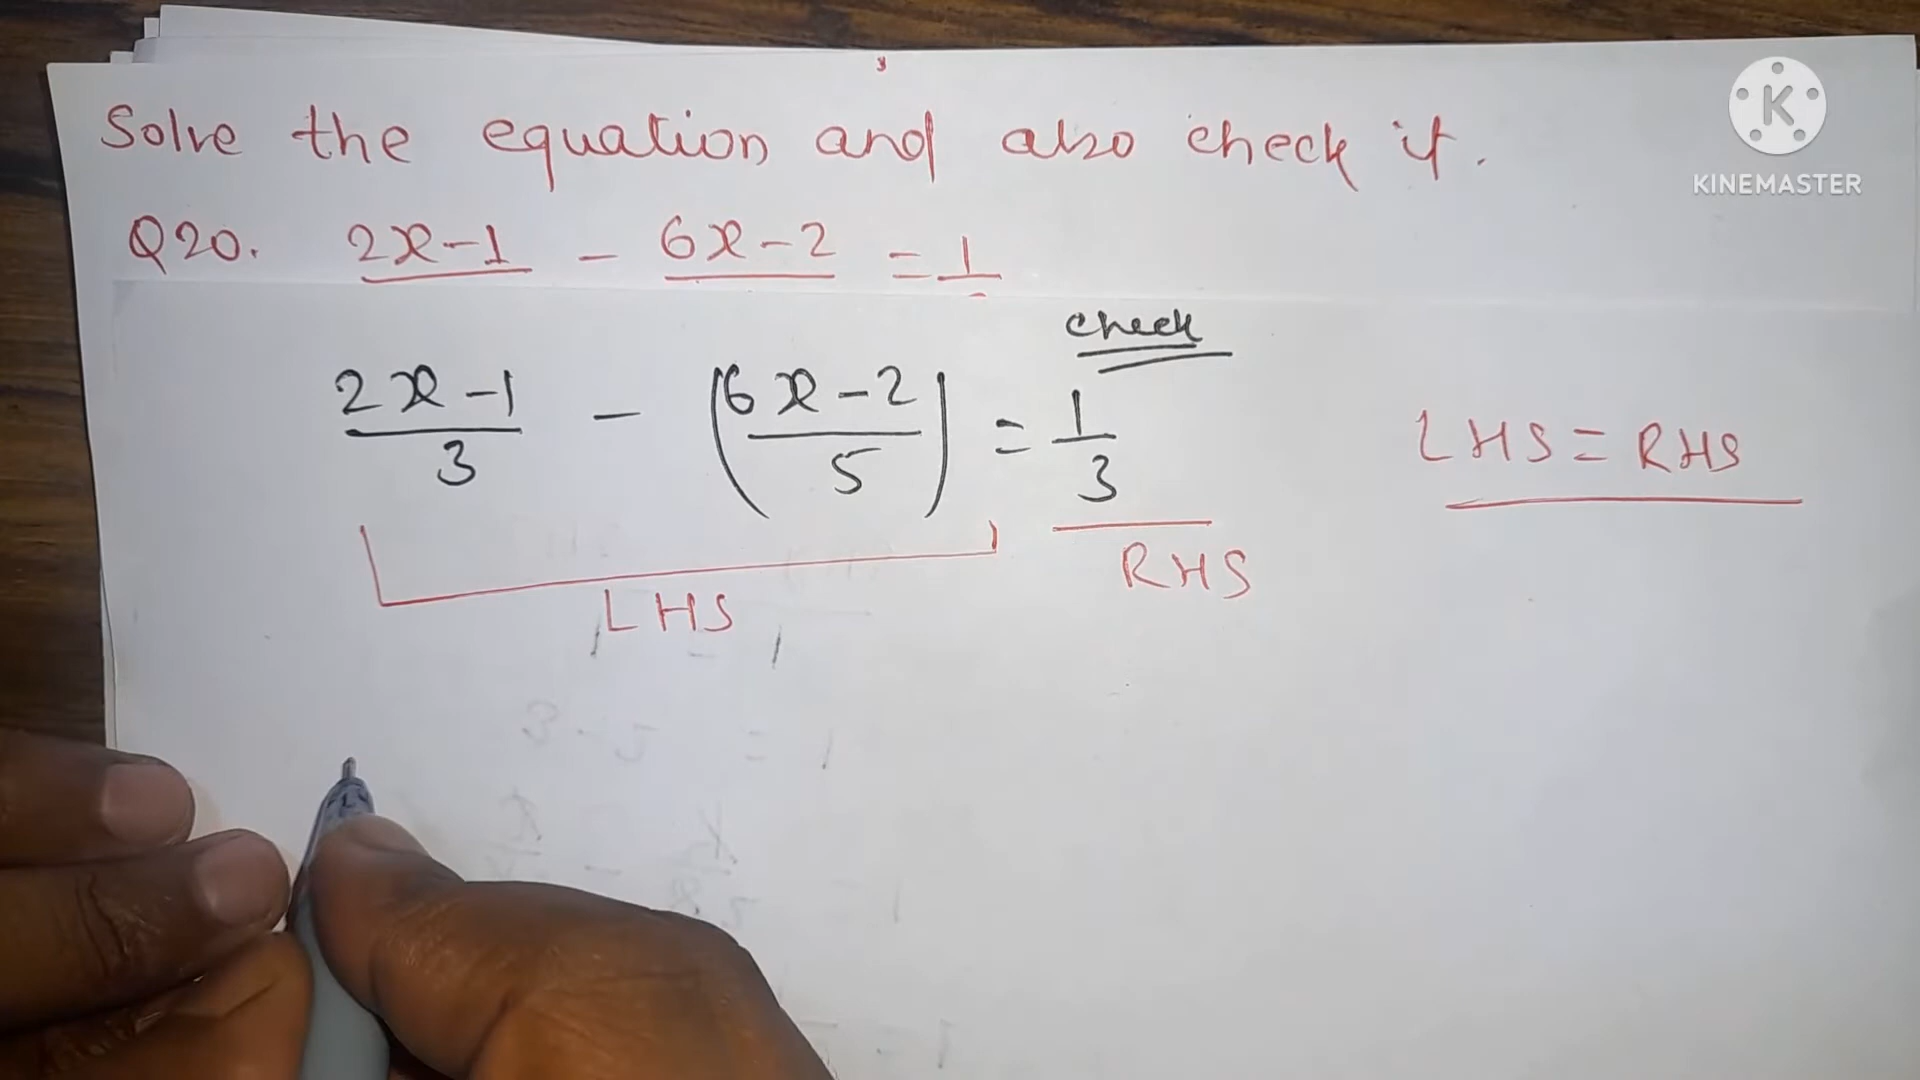 Solve the equation and also check it.
Q20. 2x-1 - 6x-2 = 1
check
2x-1 - (6x-2) = 1
3 5 3
LHS = RHS
LHS RHS
K
KINEMASTER